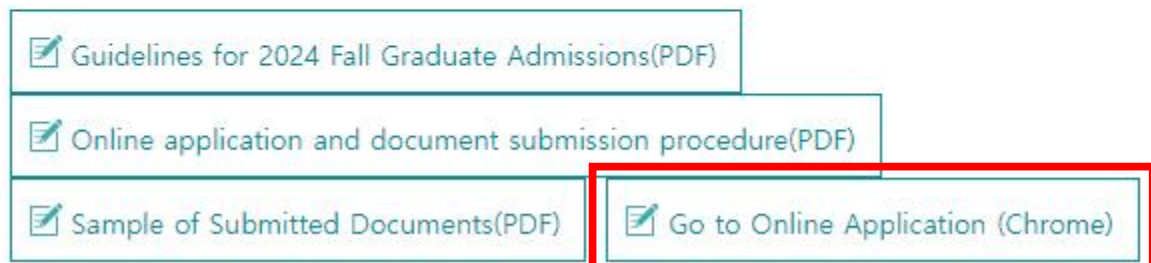 Guidelines for 2024 Fall Graduate Admissions(PDF)
Online application and document submission procedure(PDF)
Sample of Submitted Documents(PDF)
Go to Online Application (Chrome)